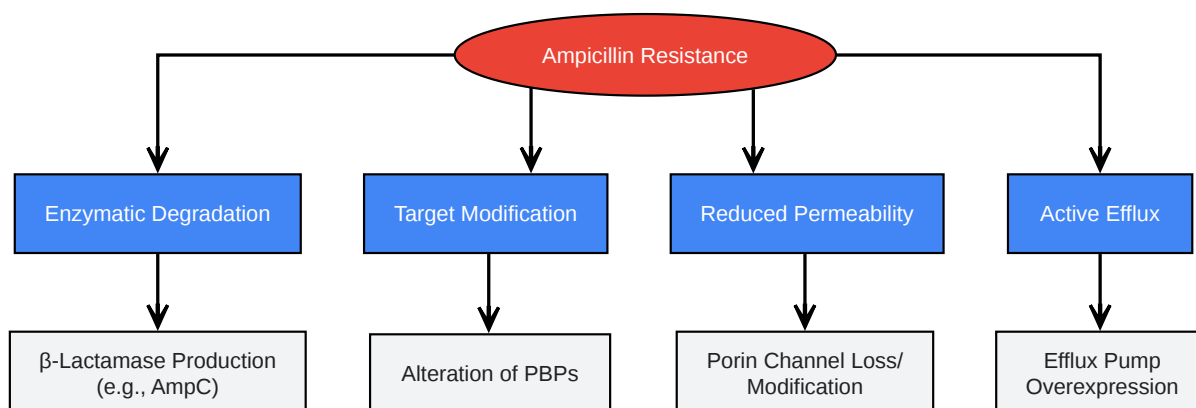 Ampicillin Resistance
Enzymatic Degradation
Target Modification
Reduced Permeability
Active Efflux
β-Lactamase Production
(e.g., AmpC)
Alteration of PBPs
Porin Channel Loss/
Modification
Efflux Pump
Overexpression